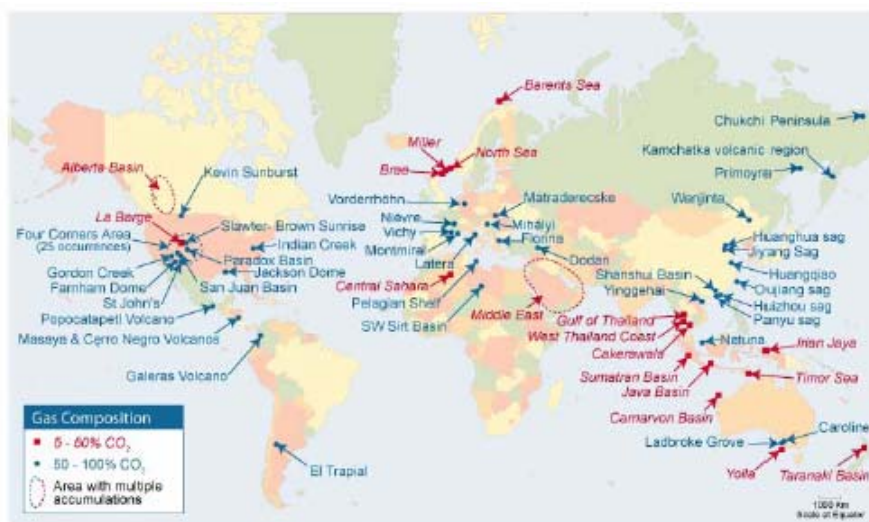 Barents Sea
Chukchi Peninsula
Miller
North Sea
Kamchatka volcanic region
Alberta Basin
Kevin Sunburst
Brae
Primoyrei
Vorderrhöhn
Matraderecske
Wanjinta
La Barge
Nievre
Four Corners Area
Slawter- Brown Sunrise
Vichy
Mihályi
Huanghua sag
(25 occurrences)
Indian Creek
Montmiral
Florina
Jiyang Sag
Paradox Basin
Latera
Dodan
Gordon Creek
Jackson Dome
Shanshui Basin
Huangqiao
Farnham Dome
San Juan Basin
Central Sahara
Yinggehai
Oujiang sag
St John's
Pelagian Shelf
Huizhou sag
Popocatapetl Volcano
SW Sirt Basin
Middle East
Gulf of Thailand
Panyu sag
Masaya & Cerro Negro Volcanos
West Thailand Coast
Natuna
Irian Jaya
Cakerawala
Galeras Volcano
Sumatran Basin
Timor Sea
Java Basin
Carnarvon Basin
Gas Composition
Caroline
5 - 50% CO₂
Ladbroke Grove
50 - 100% CO₂
El Trapial
Yolla
Taranaki Basin
Area with multiple
accumulations
1000 Km
Scale at Equator